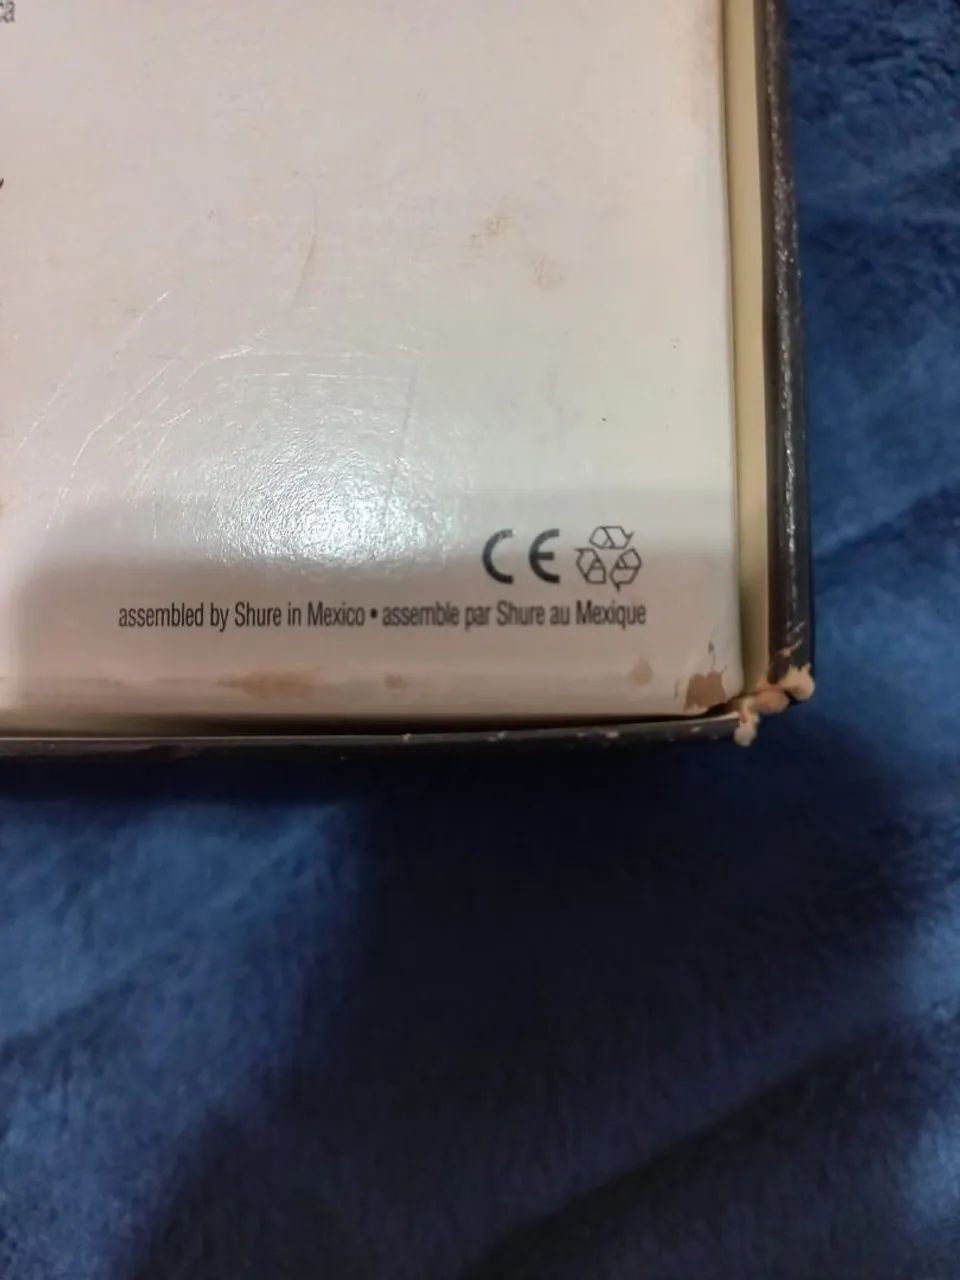 CE
assembled by Shure in Mexico • assemble par Shure au Mexique